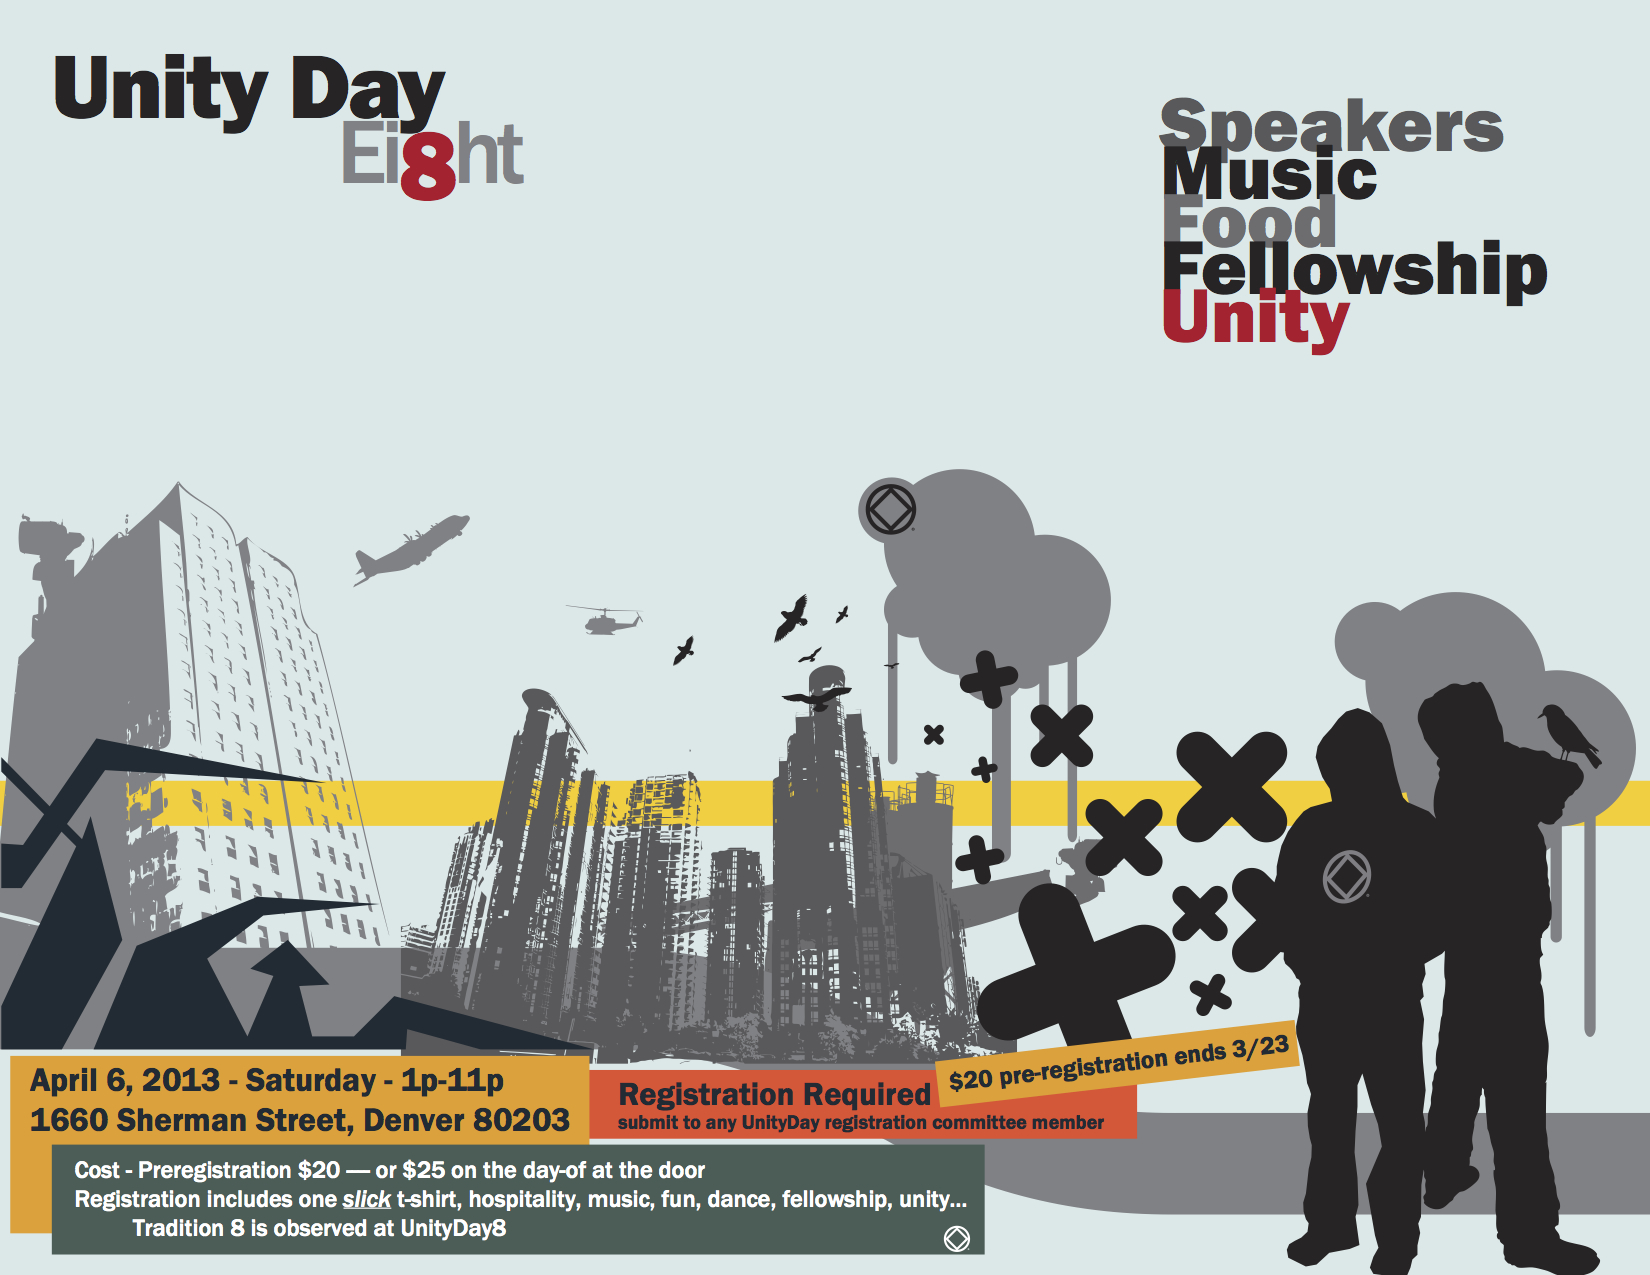 Unity Day
Ei8ht
Speakers
Music
Food
Fellowship
Unity
April 6, 2013 - Saturday - 1p-11p
1660 Sherman Street, Denver 80203
Registration Required
submit to any UnityDay registration committee member
$20 pre-registration ends 3/23
Cost - Preregistration $20 — or $25 on the day-of at the door
Registration includes one slick t-shirt, hospitality, music, fun, dance, fellowship, unity...
Tradition 8 is observed at UnityDay8